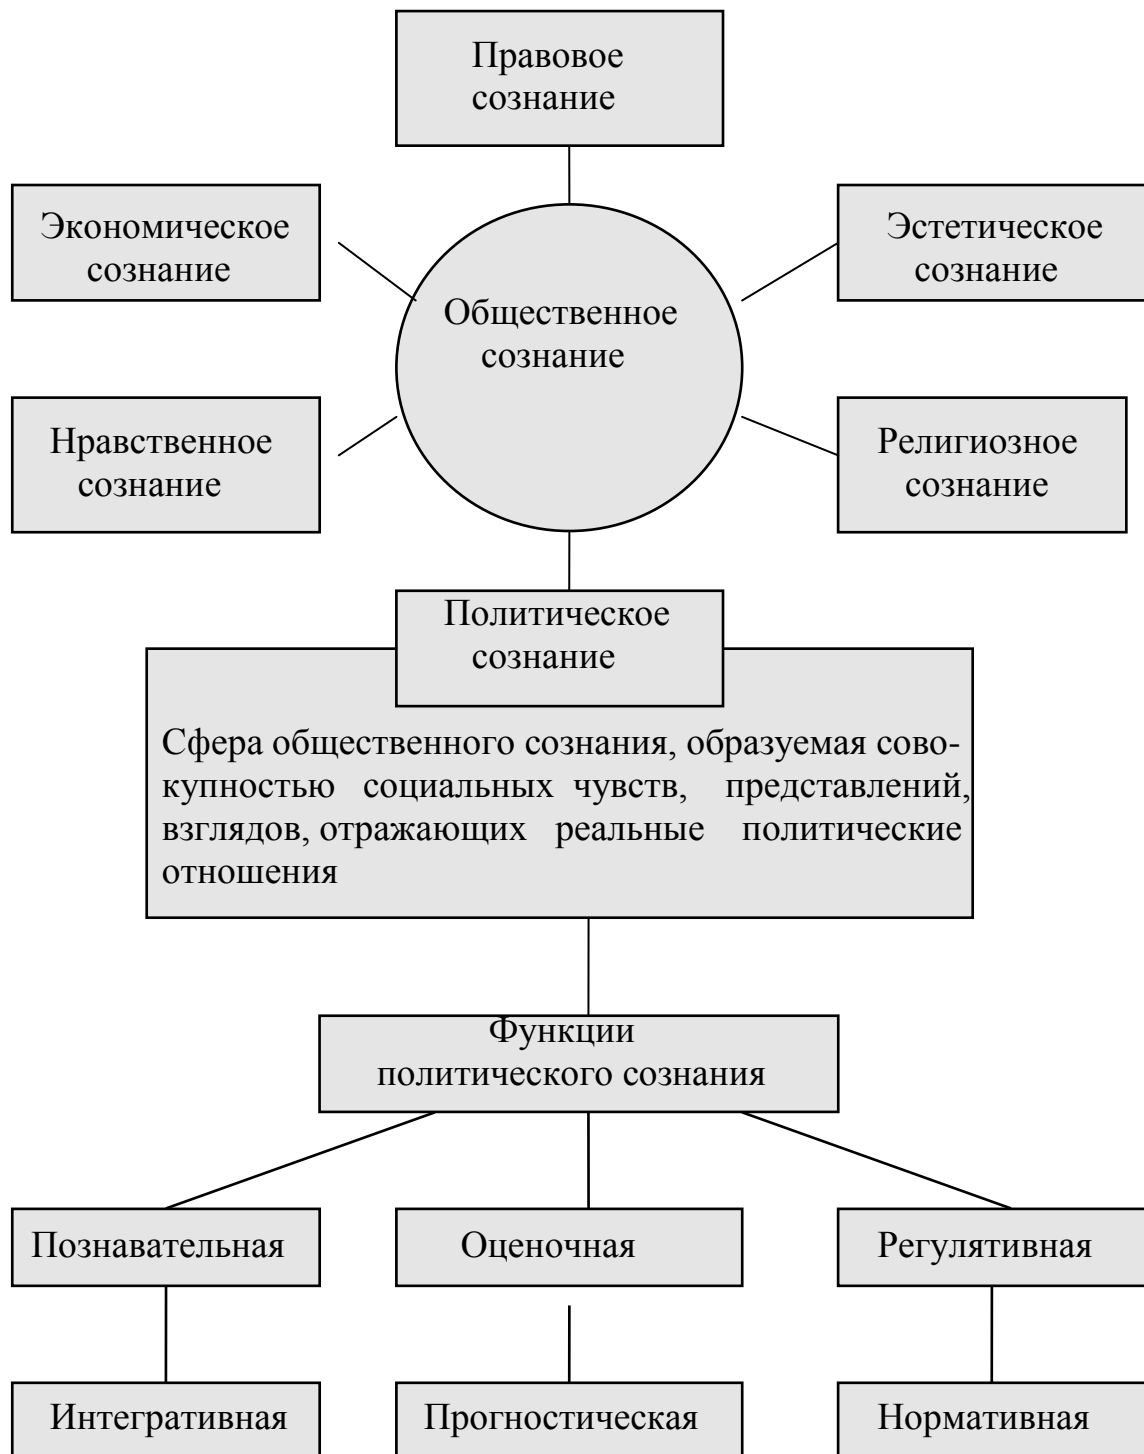 Правовое
сознание
Экономическое
сознание
Эстетическое
сознание
Общественное
сознание
Нравственное
сознание
Религиозное
сознание
Политическое
сознание
Сфера общественного сознания, образуемая сово-
купностью социальных чувств, представлений,
взглядов, отражающих реальные политические
отношения
Функции
политического сознания
Познавательная
Оценочная
Регулятивная
Интегративная
Прогностическая
Нормативная